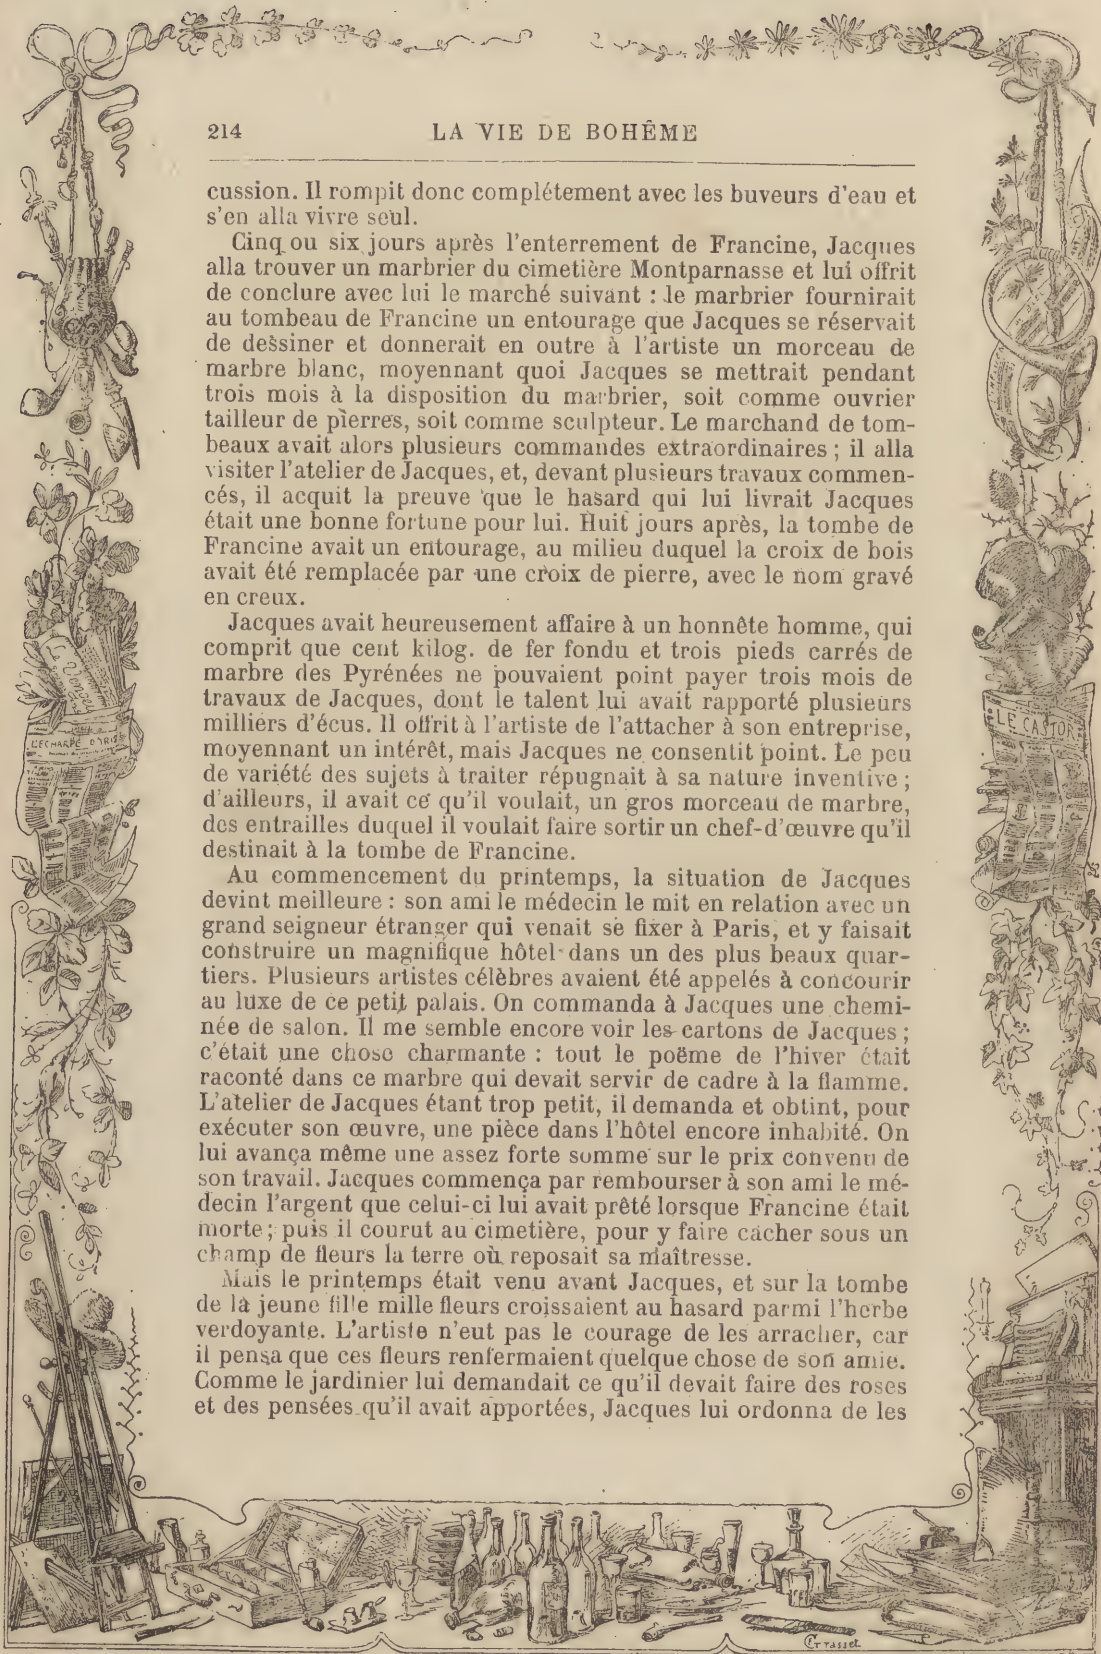 214 LA VIE DE BOHÊME
cussion. Il rompit donc complétement avec les buveurs d'eau et
s'en alla vivre seul.
Cinq ou six jours après l'enterrement de Francine, Jacques
alla trouver un marbrier du cimetière Montparnasse et lui offrit
de conclure avec lui le marché suivant : le marbrier fournirait
au tombeau de Francine un entourage que Jacques se réservait
de dessiner et donnerait en outre à l'artiste un morceau de
marbre blanc, moyennant quoi Jacques se mettrait pendant
trois mois à la disposition du marbrier, soit comme ouvrier
tailleur de pierres, soit comme sculpteur. Le marchand de tom-
beaux avait alors plusieurs commandes extraordinaires ; il alla
visiter l'atelier de Jacques, et, devant plusieurs travaux commen-
cés, il acquit la preuve que le hasard qui lui livrait Jacques
était une bonne fortune pour lui. Huit jours après, la tombe de
Francine avait un entourage, au milieu duquel la croix de bois
avait été remplacée par une croix de pierre, avec le nom gravé
en creux.
Jacques avait heureusement affaire à un honnête homme, qui
comprit que cent kilog. de fer fondu et trois pieds carrés de
marbre des Pyrénées ne pouvaient point payer trois mois de
travaux de Jacques, dont le talent lui avait rapporté plusieurs
milliers d'écus. Il offrit à l'artiste de l'attacher à son entreprise,
moyennant un intérêt, mais Jacques ne consentit point. Le peu
de variété des sujets à traiter répugnait à sa nature inventive ;
d'ailleurs, il avait ce qu'il voulait, un gros morceau de marbre,
des entrailles duquel il voulait faire sortir un chef-d'œuvre qu'il
destinait à la tombe de Francine.
Au commencement du printemps, la situation de Jacques
devint meilleure : son ami le médecin le mit en relation avec un
grand seigneur étranger qui venait se fixer à Paris, et y faisait
construire un magnifique hôtel dans un des plus beaux quar-
tiers. Plusieurs artistes célèbres avaient été appelés à concourir
au luxe de ce petit palais. On commanda à Jacques une chemi-
née de salon. Il me semble encore voir les cartons de Jacques ;
c'était une chose charmante : tout le poëme de l'hiver était
raconté dans ce marbre qui devait servir de cadre à la flamme.
L'atelier de Jacques étant trop petit, il demanda et obtint, pour
exécuter son œuvre, une pièce dans l'hôtel encore inhabité. On
lui avança même une assez forte somme sur le prix convenu de
son travail. Jacques commença par rembourser à son ami le mé-
decin l'argent que celui-ci lui avait prêté lorsque Francine était
morte ; puis il courut au cimetière, pour y faire cacher sous un
champ de fleurs la terre où reposait sa maîtresse.
Mais le printemps était venu avant Jacques, et sur la tombe
de la jeune fille mille fleurs croissaient au hasard parmi l'herbe
verdoyante. L'artiste n'eut pas le courage de les arracher, car
il pensa que ces fleurs renfermaient quelque chose de son amie.
Comme le jardinier lui demandait ce qu'il devait faire des roses
et des pensées qu'il avait apportées, Jacques lui ordonna de les
L'ECHARPE D'IRIS
LE CASTOR
Grasset